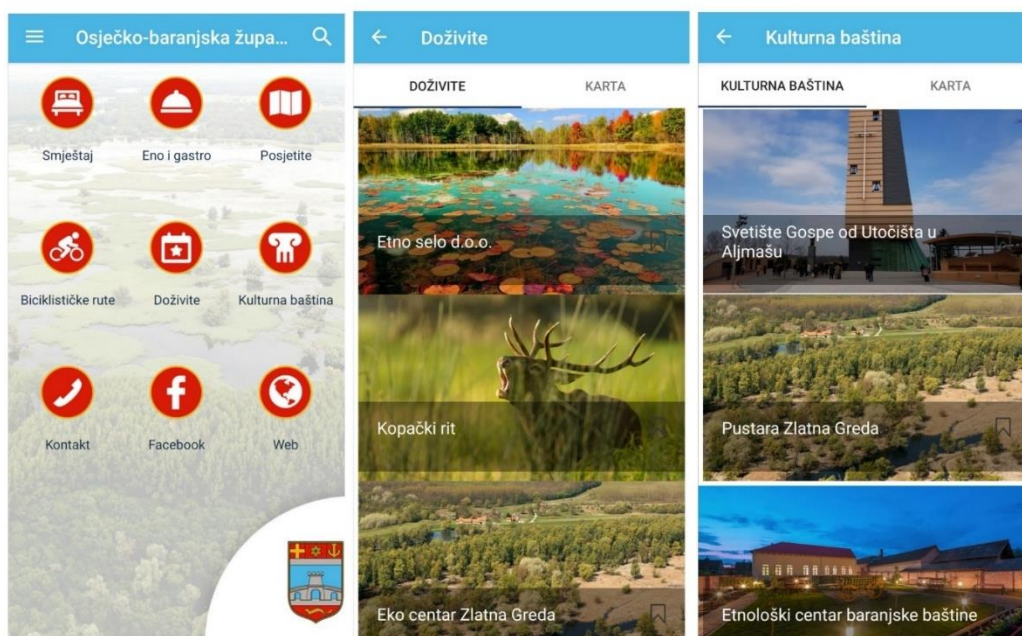 Osječko-baranjska župa...
Smještaj
Eno i gastro
Posjetite
Biciklističke rute
Doživite
Kulturna baština
Kontakt
Facebook
Web
Doživite
DOŽIVITE
KARTA
Etno selo d.o.o.
Kopački rit
Eko centar Zlatna Greda
Kulturna baština
KULTURNA BAŠTINA
KARTA
Svetište Gospe od Utočišta u
Aljmašu
Pustara Zlatna Greda
Etnološki centar baranjske baštine